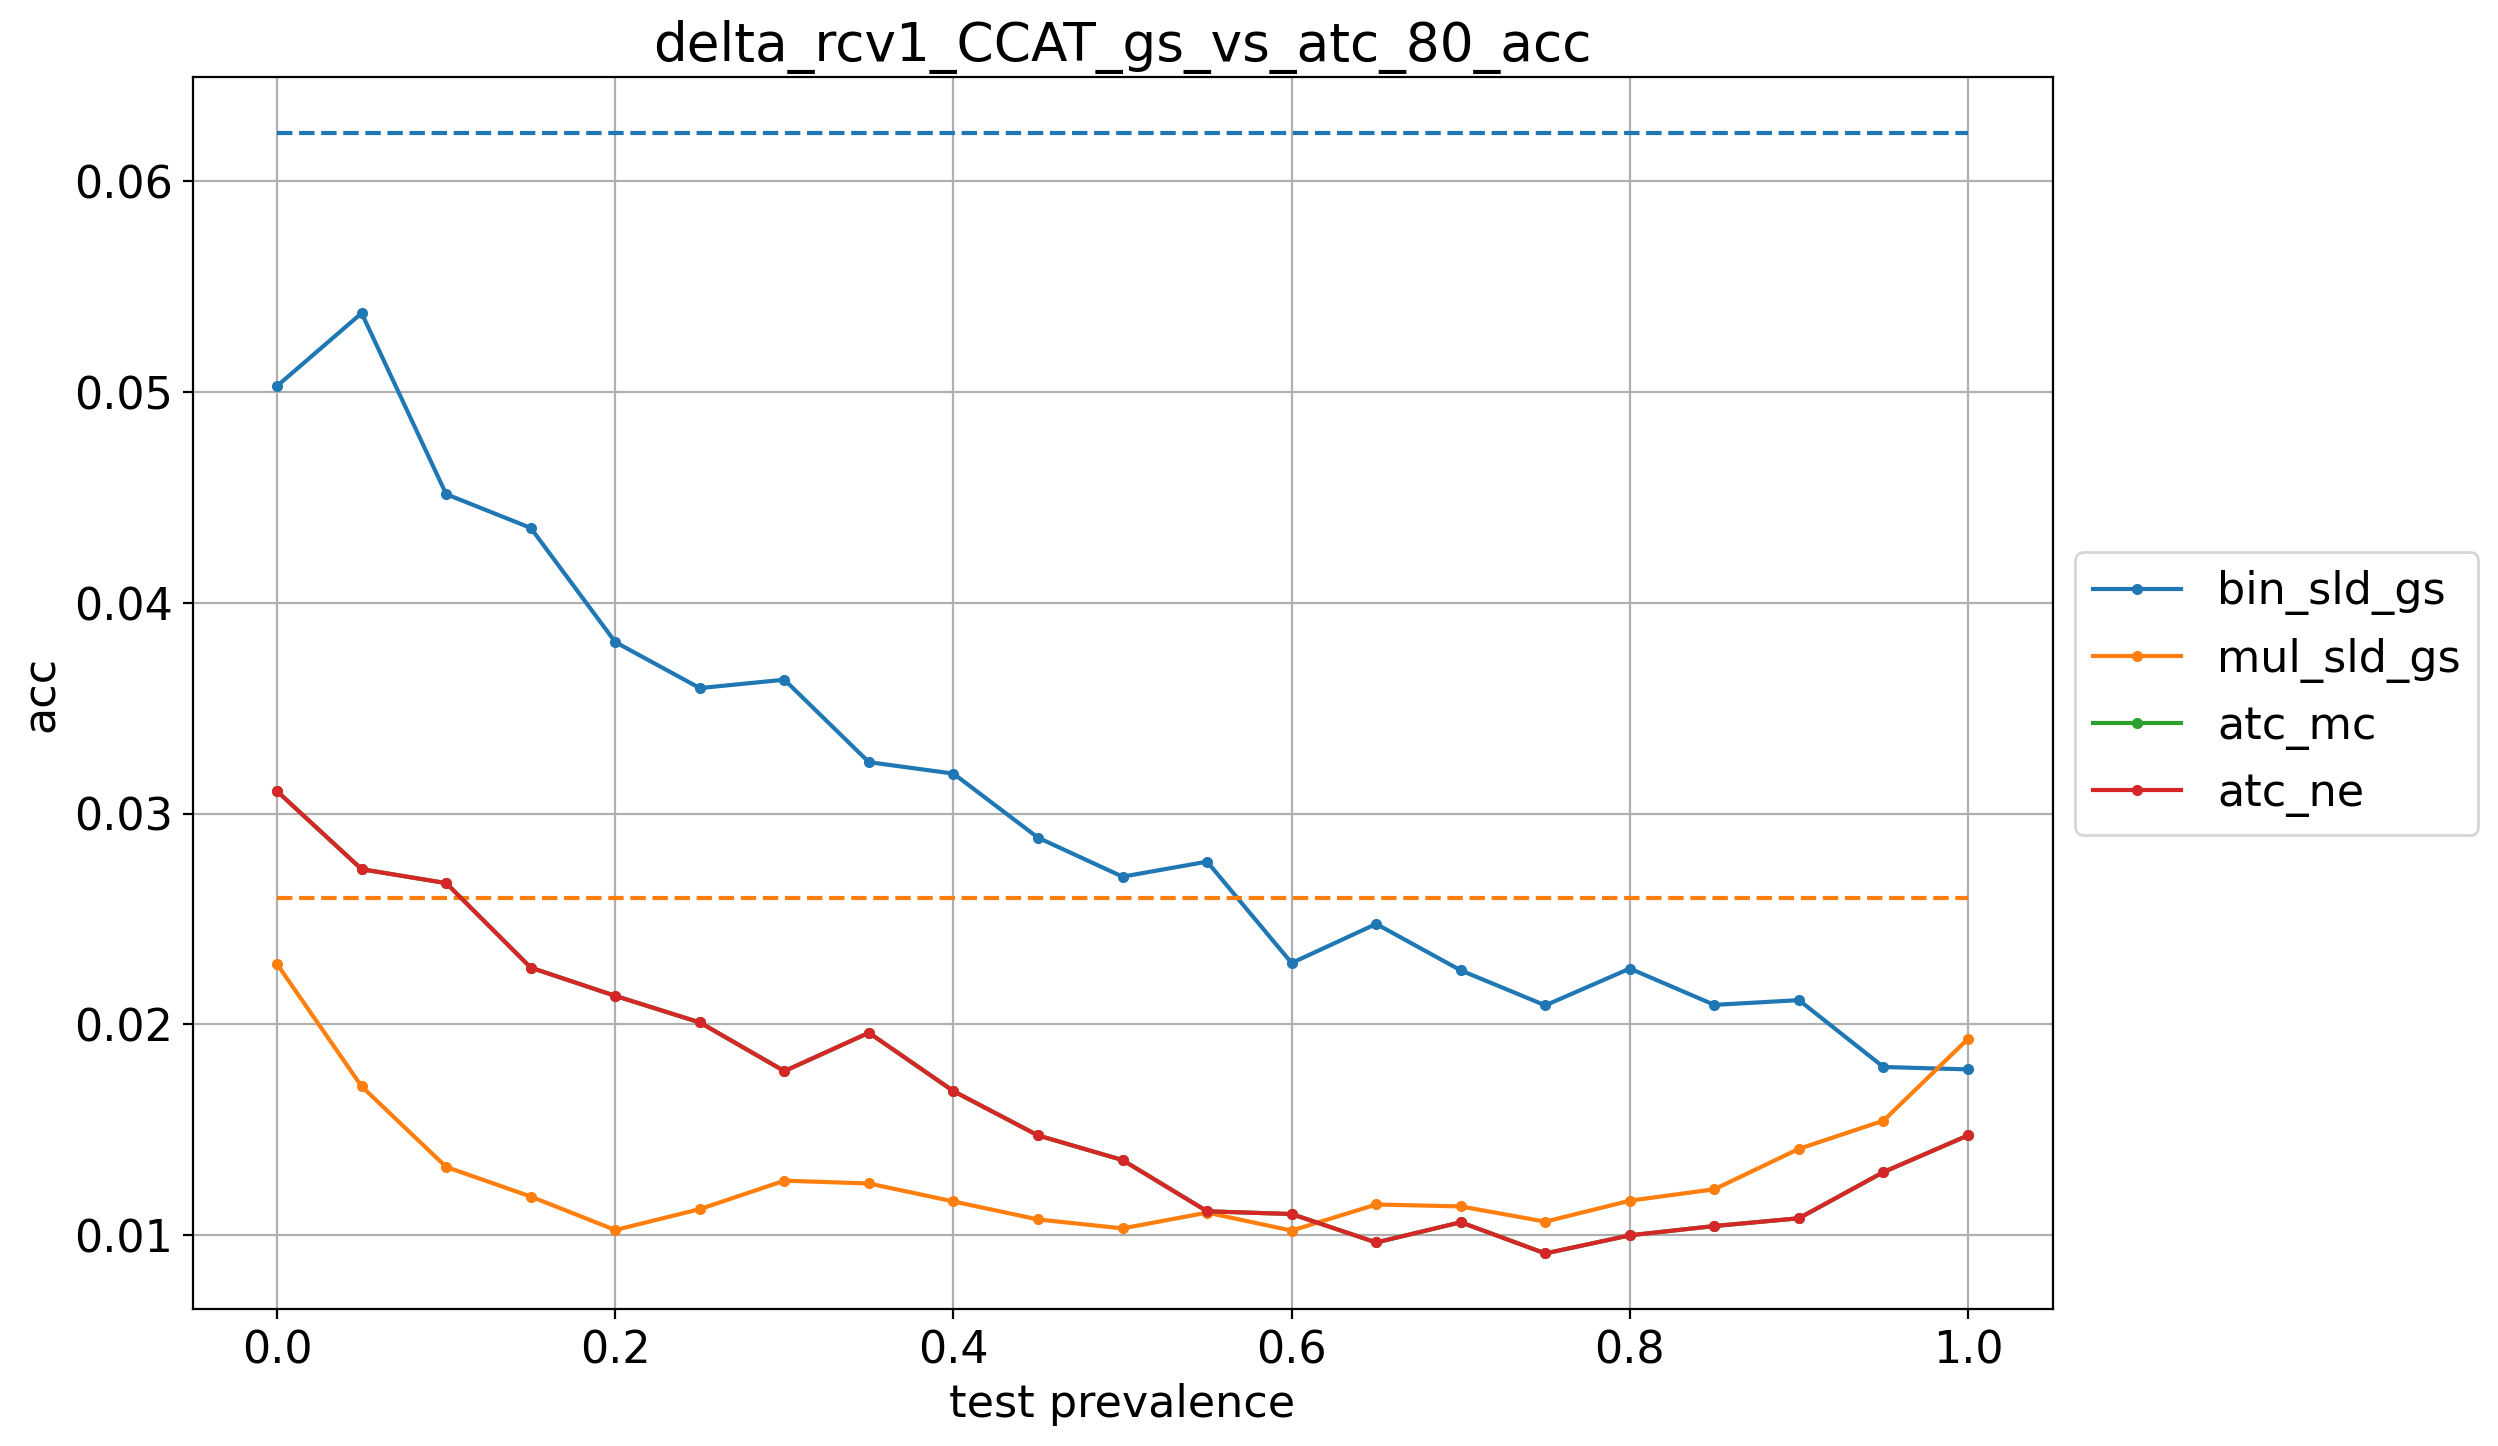 delta_rcv1_CCAT_gs_vs_atc_80_acc
0.06
0.05
0.04
0.03
0.02
0.01
acc
0.0 0.2 0.4 0.6 0.8 1.0
test prevalence
bin_sld_gs
mul_sld_gs
atc_mc
atc_ne